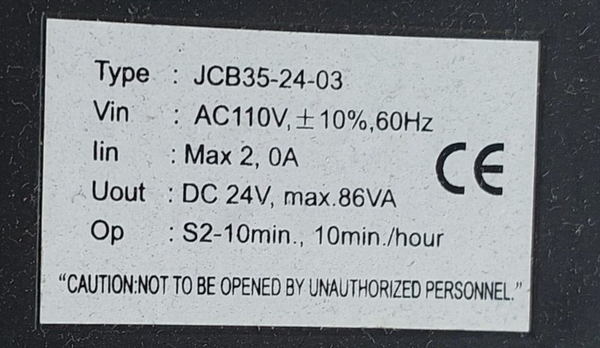 Type : JCB35-24-03
Vin : AC110V,±10%,60Hz
Iin : Max 2, 0A
Uout : DC 24V, max.86VA
Op : S2-10min., 10min./hour
CE
“CAUTION:NOT TO BE OPENED BY UNAUTHORIZED PERSONNEL.”